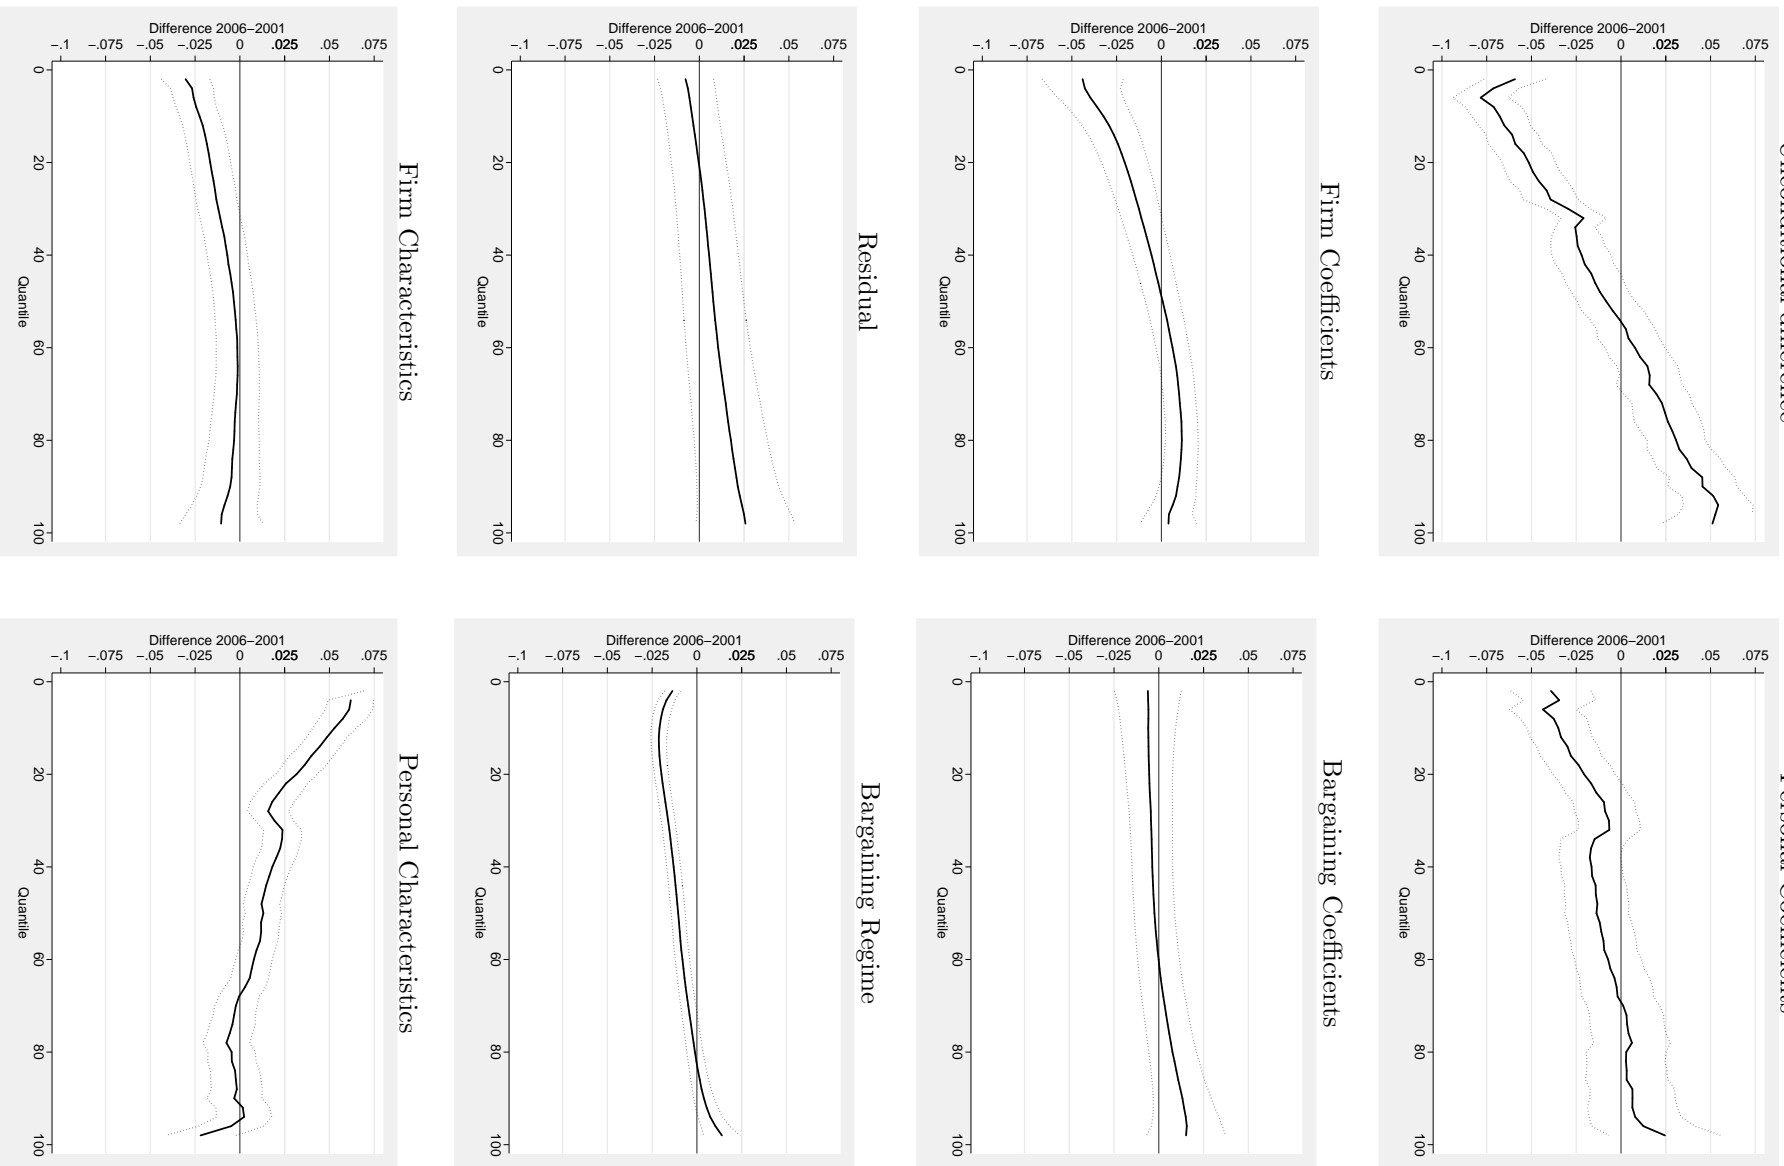 Difference 2006–2001
–.1 –.075 –.05 –.025 0 .025 .05 .075
0 20 40 60 80 100
Quantile
Difference 2006–2001
–.1 –.075 –.05 –.025 0 .025 .05 .075
0 20 40 60 80 100
Quantile
Firm Coefficients
Difference 2006–2001
–.1 –.075 –.05 –.025 0 .025 .05 .075
0 20 40 60 80 100
Quantile
Bargaining Coefficients
Difference 2006–2001
–.1 –.075 –.05 –.025 0 .025 .05 .075
0 20 40 60 80 100
Quantile
Residual
Difference 2006–2001
–.1 –.075 –.05 –.025 0 .025 .05 .075
0 20 40 60 80 100
Quantile
Bargaining Regime
Difference 2006–2001
–.1 –.075 –.05 –.025 0 .025 .05 .075
0 20 40 60 80 100
Quantile
Firm Characteristics
Difference 2006–2001
–.1 –.075 –.05 –.025 0 .025 .05 .075
0 20 40 60 80 100
Quantile
Personal Characteristics
Difference 2006–2001
–.1 –.075 –.05 –.025 0 .025 .05 .075
0 20 40 60 80 100
Quantile